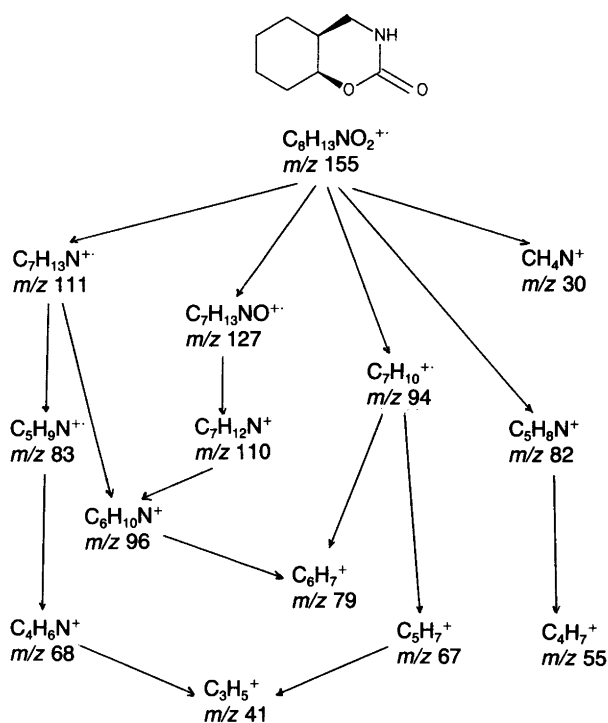 NH
O
O
C₈H₁₃NO₂⁺·
m/z 155
C₇H₁₃N⁺·
m/z 111
CH₄N⁺
m/z 30
C₇H₁₃NO⁺·
m/z 127
C₇H₁₀⁺·
m/z 94
C₅H₉N⁺·
m/z 83
C₇H₁₂N⁺
m/z 110
C₅H₈N⁺
m/z 82
C₆H₁₀N⁺
m/z 96
C₆H₇⁺
m/z 79
C₄H₆N⁺
m/z 68
C₅H₇⁺
m/z 67
C₄H₇⁺
m/z 55
C₃H₅⁺
m/z 41